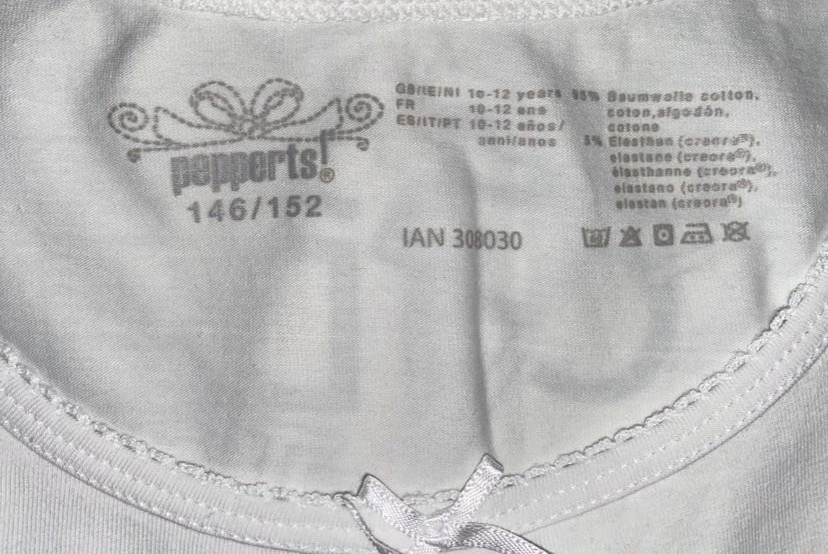 pepperts!®
146/152
GB/IE/NI 10-12 years
FR 10-12 ans
ES/IT/PT 10-12 años/
anni/anos
95% Baumwolle cotton,
coton,algodón,
cotone
5% Elasthan (creora®),
elastane (creora®),
élasthanne (creora®),
elastano (creora®),
elastan (creora®)
IAN 308030